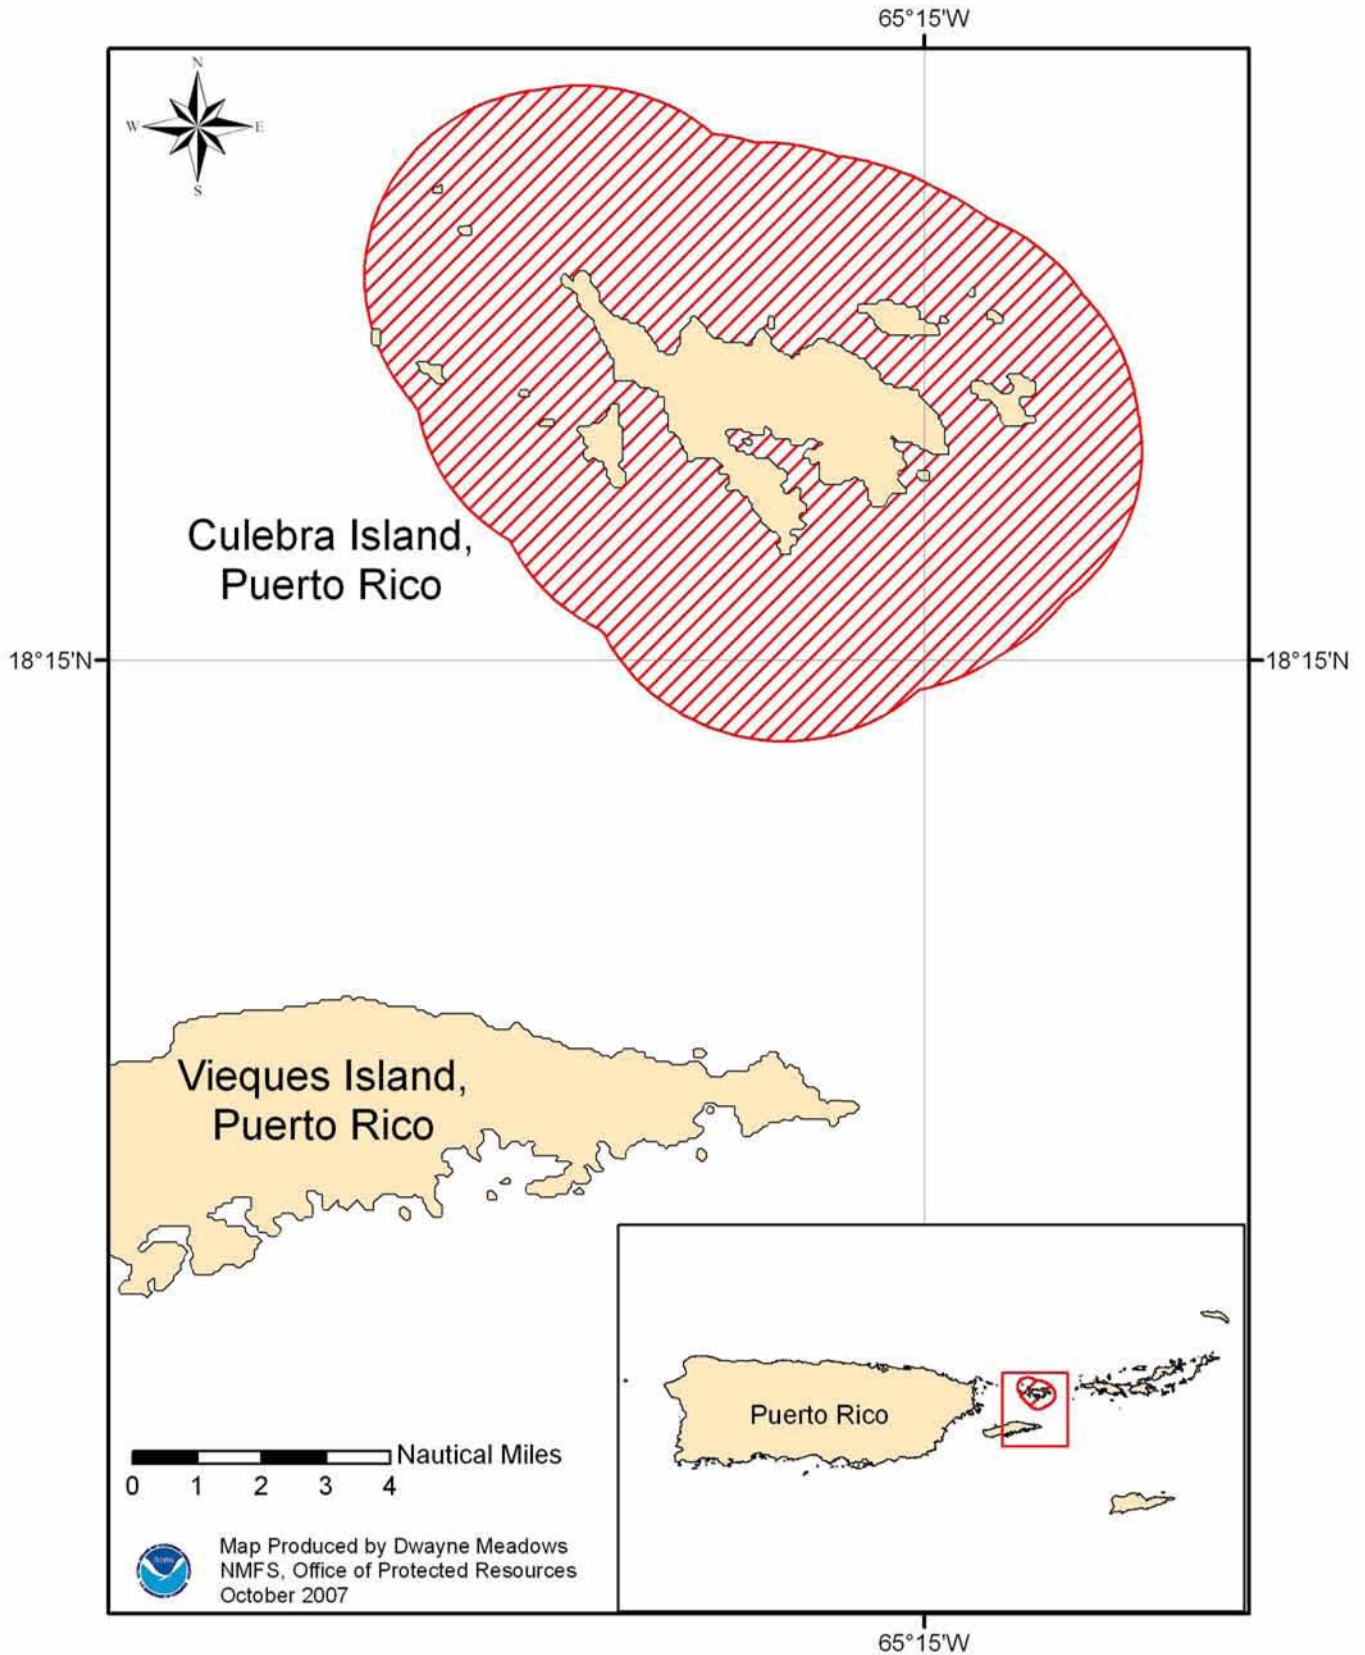 65°15'W
N
W
E
S
Culebra Island,
Puerto Rico
18°15'N
18°15'N
Vieques Island,
Puerto Rico
Puerto Rico
Nautical Miles
0 1 2 3 4
Map Produced by Dwayne Meadows
NMFS, Office of Protected Resources
October 2007
65°15'W